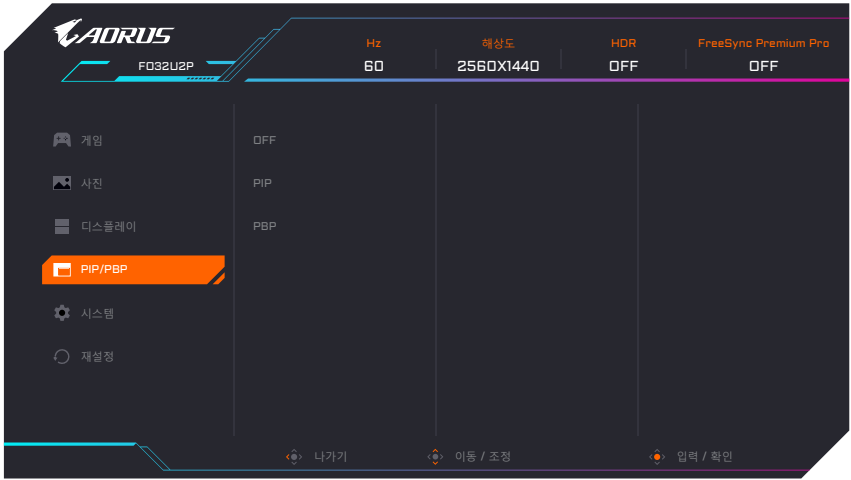 AORUS
FO32U2P
Hz 해상도 HDR FreeSync Premium Pro
60 2560X1440 OFF OFF
게임 OFF
사진 PIP
디스플레이 PBP
PIP/PBP
시스템
재설정
나가기 이동 / 조정 입력 / 확인